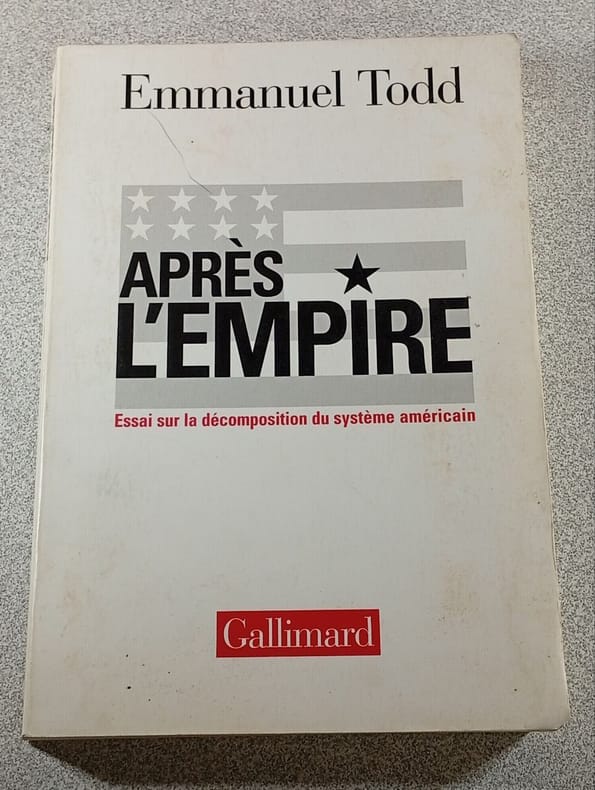 Emmanuel Todd
APRÈS
L'EMPIRE
Essai sur la décomposition du système américain
Gallimard